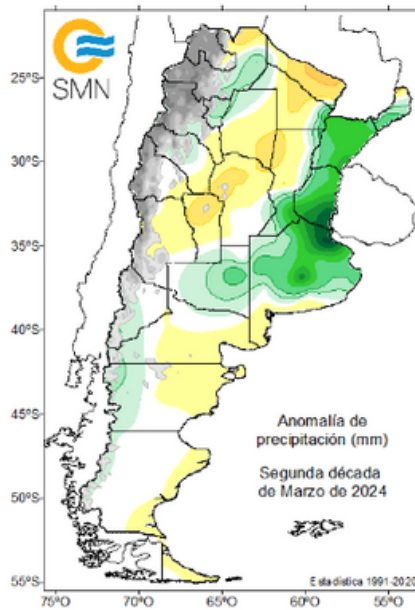 SMN
25°S
30°S
35°S
40°S
45°S
50°S
55°S
75°O
70°O
65°O
60°O
55°O
Anomalía de
precipitación (mm)
Segunda década
de Marzo de 2024
Estadística 1991-2020